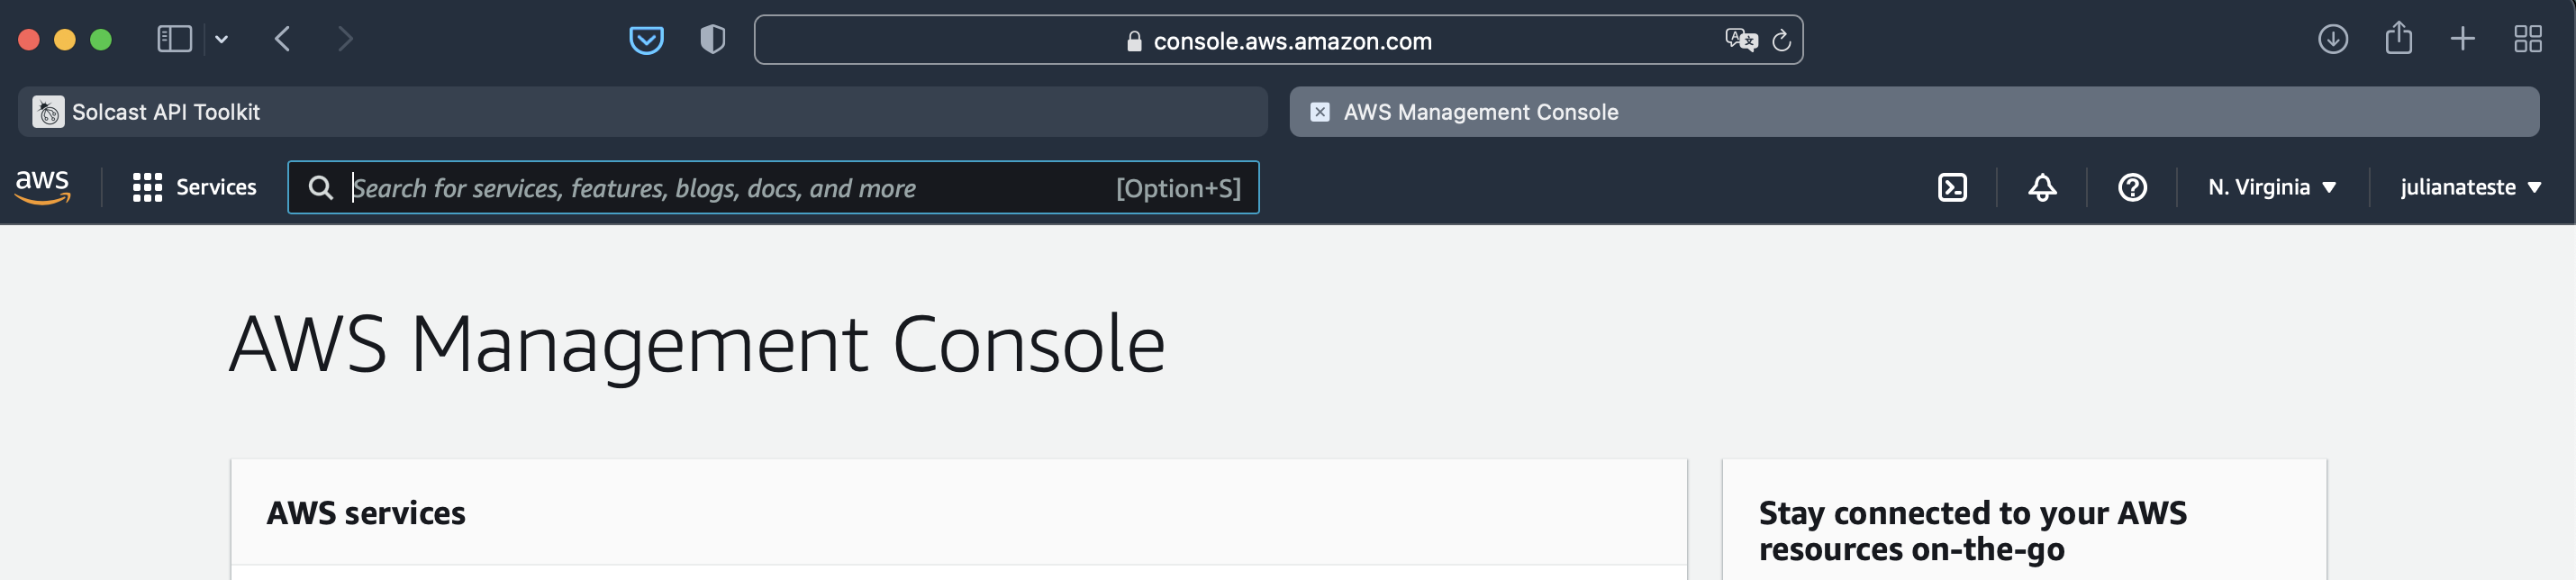 console.aws.amazon.com
Solcast API Toolkit
AWS Management Console
aws
Services
Search for services, features, blogs, docs, and more
[Option+S]
N. Virginia
julianateste
AWS Management Console
AWS services
Stay connected to your AWS
resources on-the-go